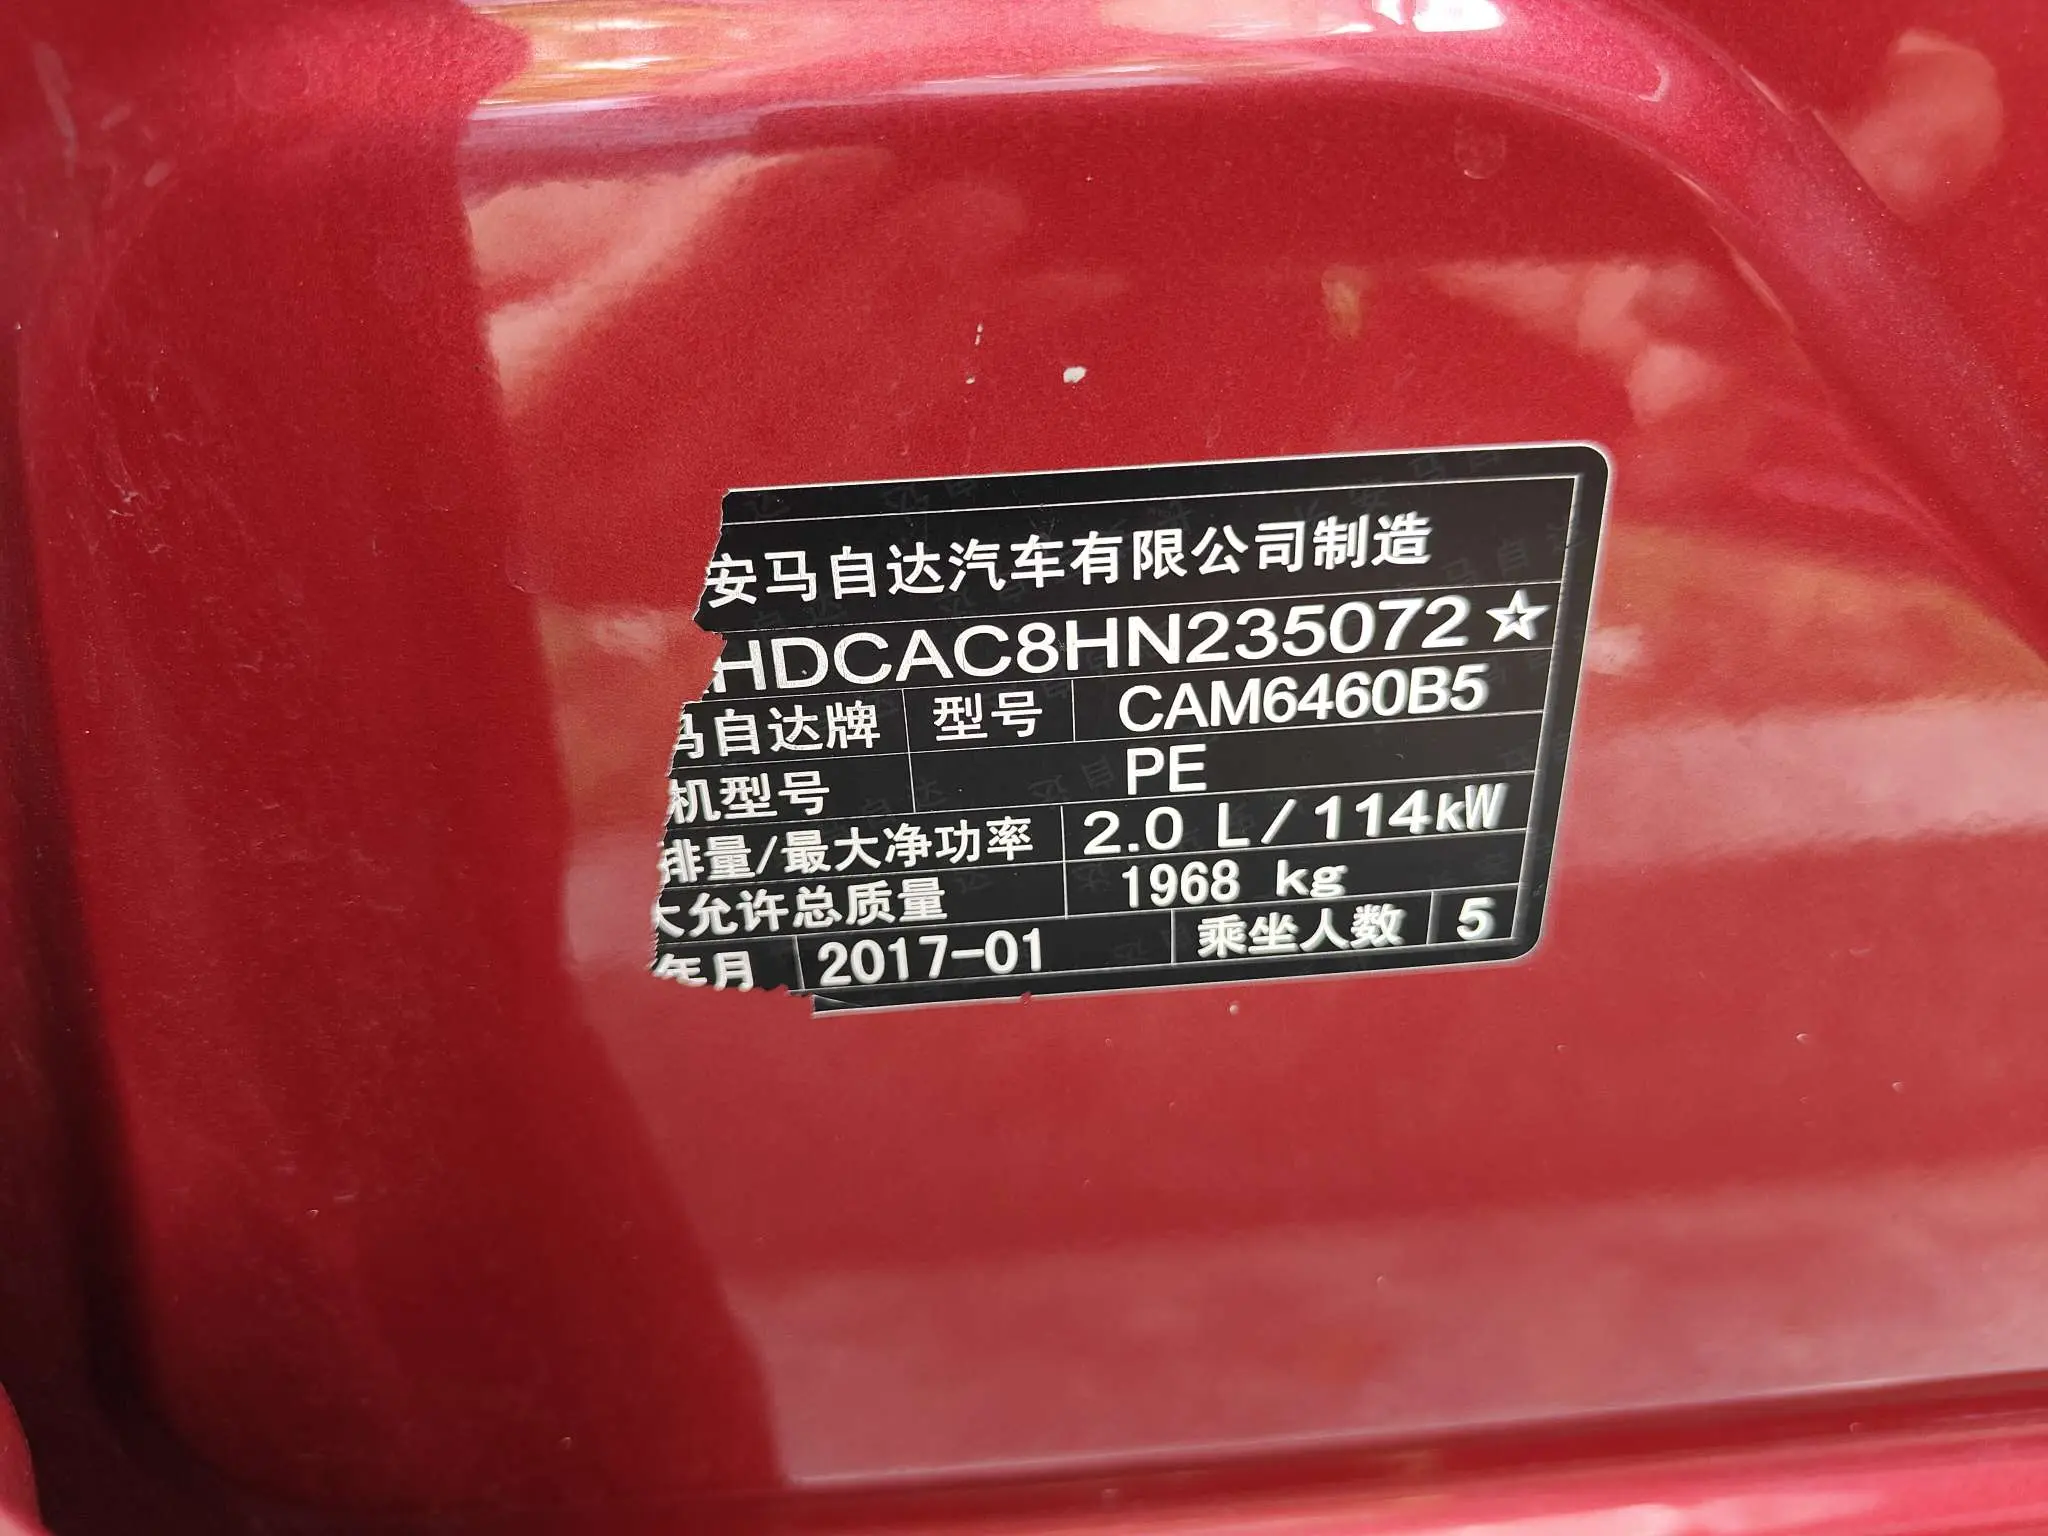 安马自达汽车有限公司制造
HDCAC8HN235072☆
马自达牌 型号 CAM6460B5
机型号 PE
排量/最大净功率 2.0 L/114kW
大允许总质量 1968 kg
年月 2017-01 乘坐人数 5